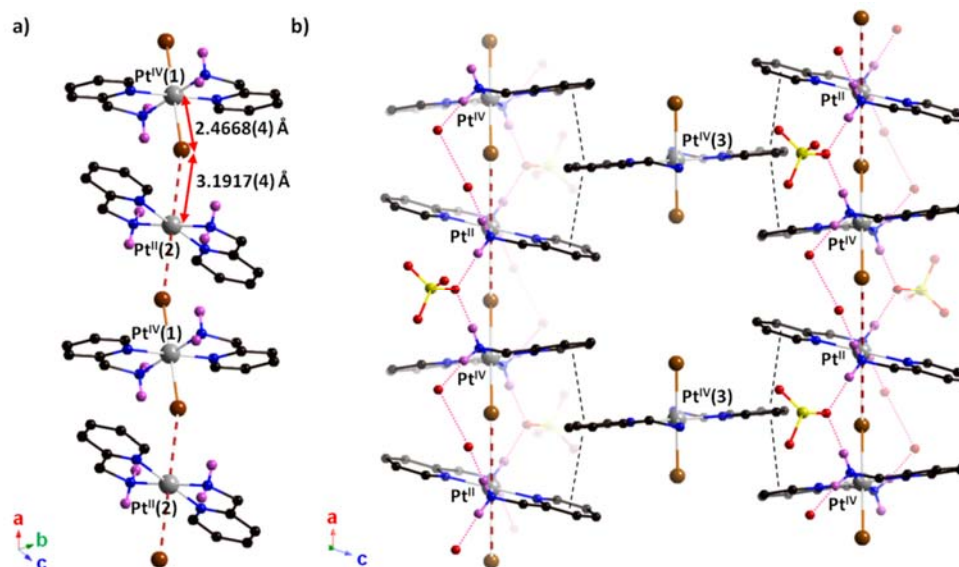 a)
Pt^IV(1)
2.4668(4) Å
3.1917(4) Å
Pt^II(2)
Pt^IV(1)
Pt^II(2)
a
b
c
b)
Pt^IV
Pt^IV(3)
Pt^II
Pt^II
Pt^IV
Pt^IV
Pt^IV(3)
Pt^II
Pt^II
Pt^IV
a
c